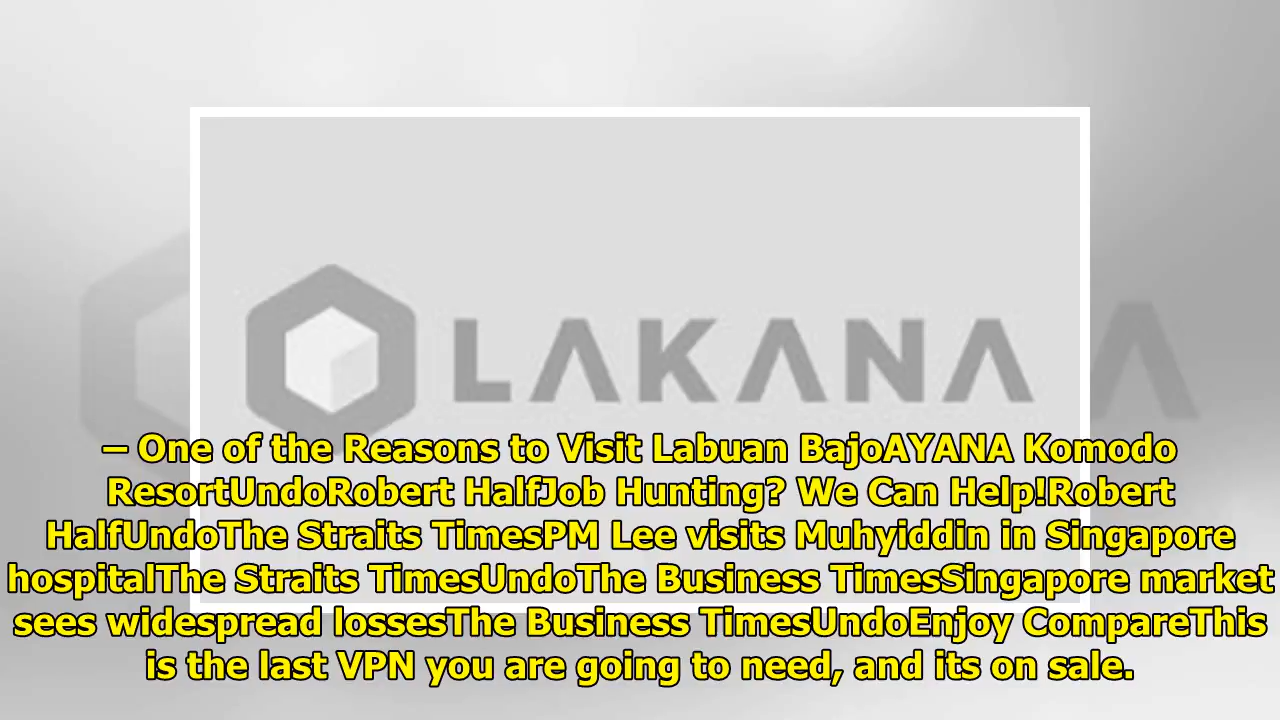 LAKANA
– One of the Reasons to Visit Labuan BajoAYANA Komodo
ResortUndoRobert HalfJob Hunting? We Can Help!Robert
HalfUndoThe Straits TimesPM Lee visits Muhyiddin in Singapore
hospitalThe Straits TimesUndoThe Business TimesSingapore market
sees widespread lossesThe Business TimesUndoEnjoy CompareThis
is the last VPN you are going to need, and its on sale.